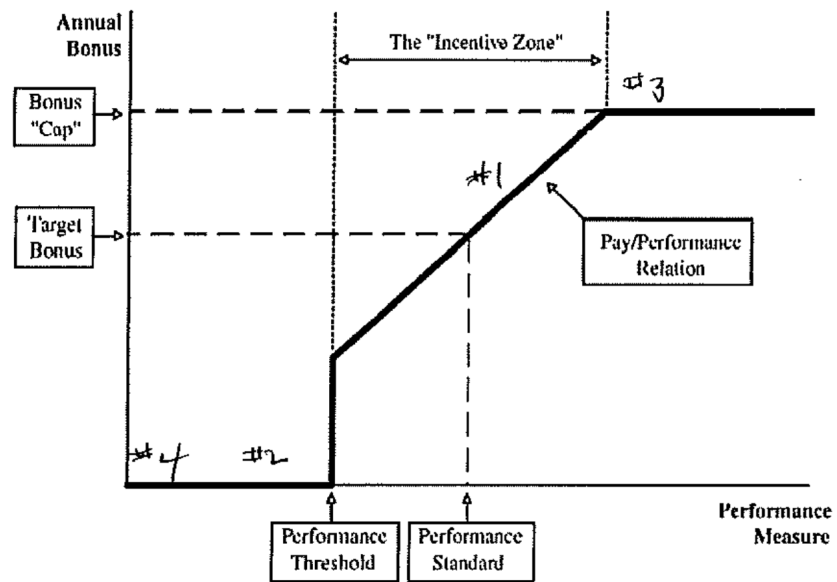 Annual
Bonus
The "Incentive Zone"
#3
Bonus
"Cap"
#1
Target
Bonus
Pay/Performance
Relation
#4
#2
Performance
Threshold
Performance
Standard
Performance
Measure